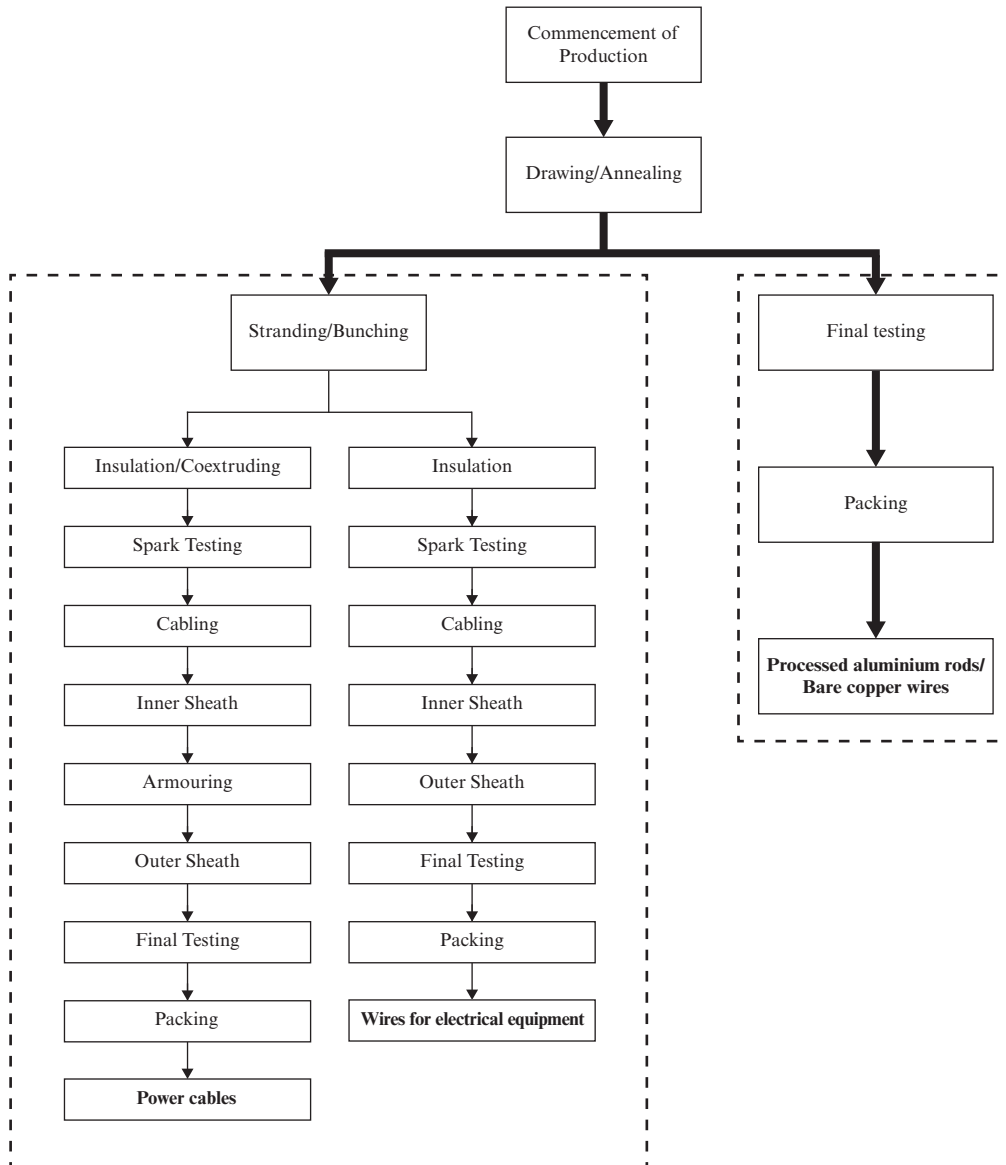 Commencement of
Production
Drawing/Annealing
Stranding/Bunching
Final testing
Insulation/Coextruding
Insulation
Packing
Spark Testing
Spark Testing
Cabling
Cabling
Processed aluminium rods/
Bare copper wires
Inner Sheath
Inner Sheath
Armouring
Outer Sheath
Outer Sheath
Final Testing
Final Testing
Packing
Packing
Wires for electrical equipment
Power cables